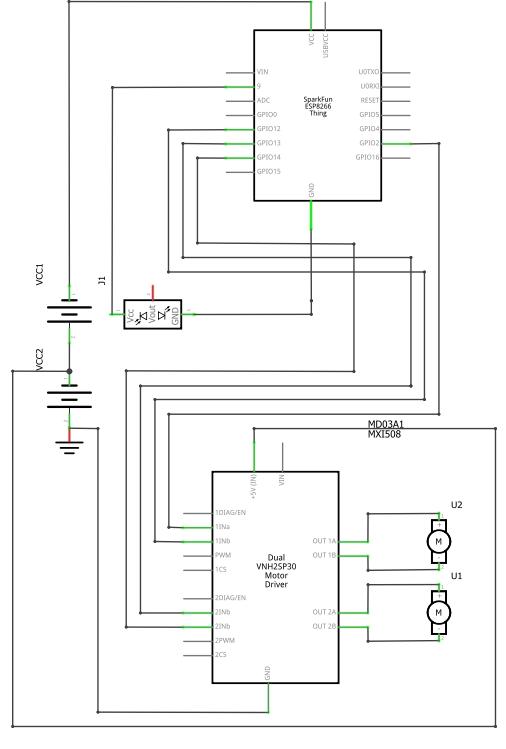 VCC
USBVCC
VIN
9
ADC
GPIO0
GPIO12
GPIO13
GPIO14
GPIO15
SparkFun
ESP8266
Thing
U0TXO
U0RXI
RESET
GPIO5
GPIO4
GPIO2
GPIO16
GND
VCC1
J1
Vcc
Vout
GND
VCC2
MD03A1
MXI508
+5V (IN)
VIN
1DIAG/EN
1INa
1INb
PWM
1CS
2DIAG/EN
2INb
2INb
2PWM
2CS
Dual
VNH2SP30
Motor
Driver
OUT 1A
OUT 1B
OUT 2A
OUT 2B
GND
U2
M
U1
M